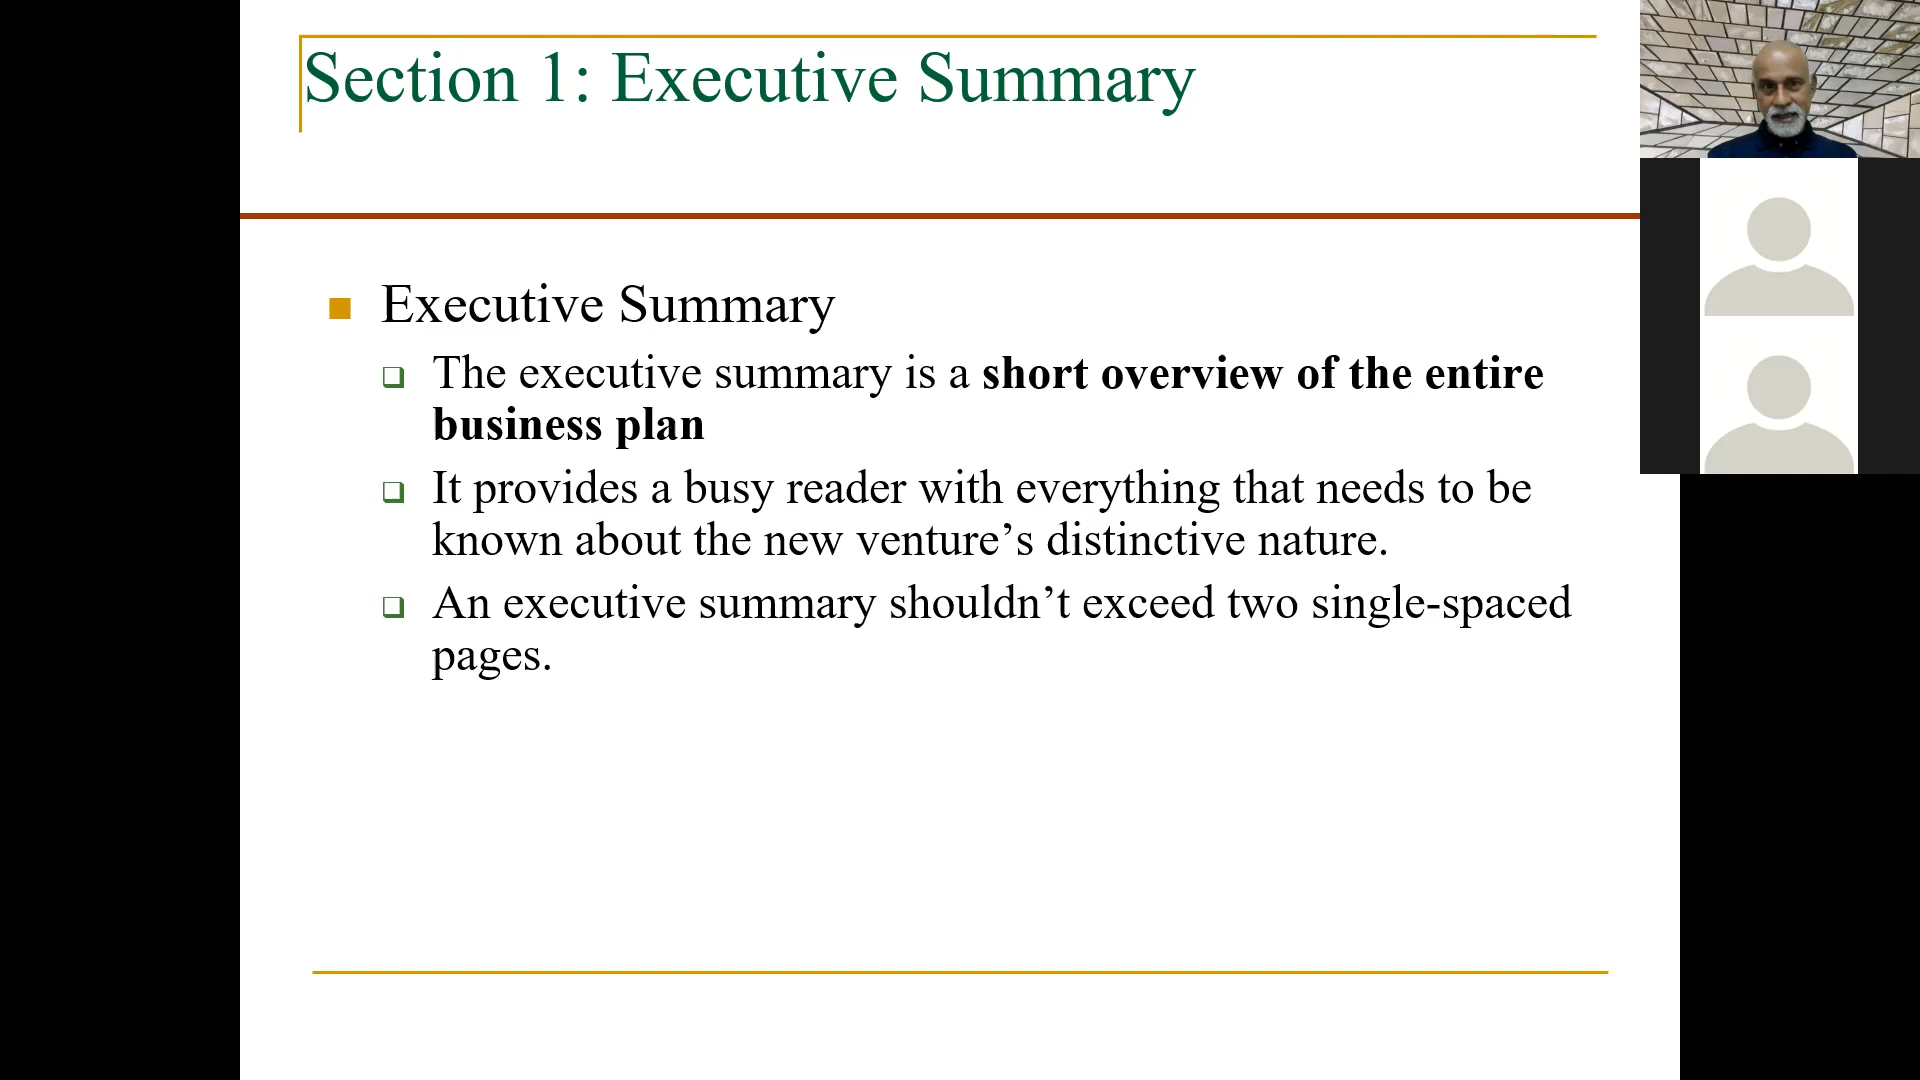 Section 1: Executive Summary
Executive Summary
The executive summary is a short overview of the entire
business plan
It provides a busy reader with everything that needs to be
known about the new venture’s distinctive nature.
An executive summary shouldn’t exceed two single-spaced
pages.